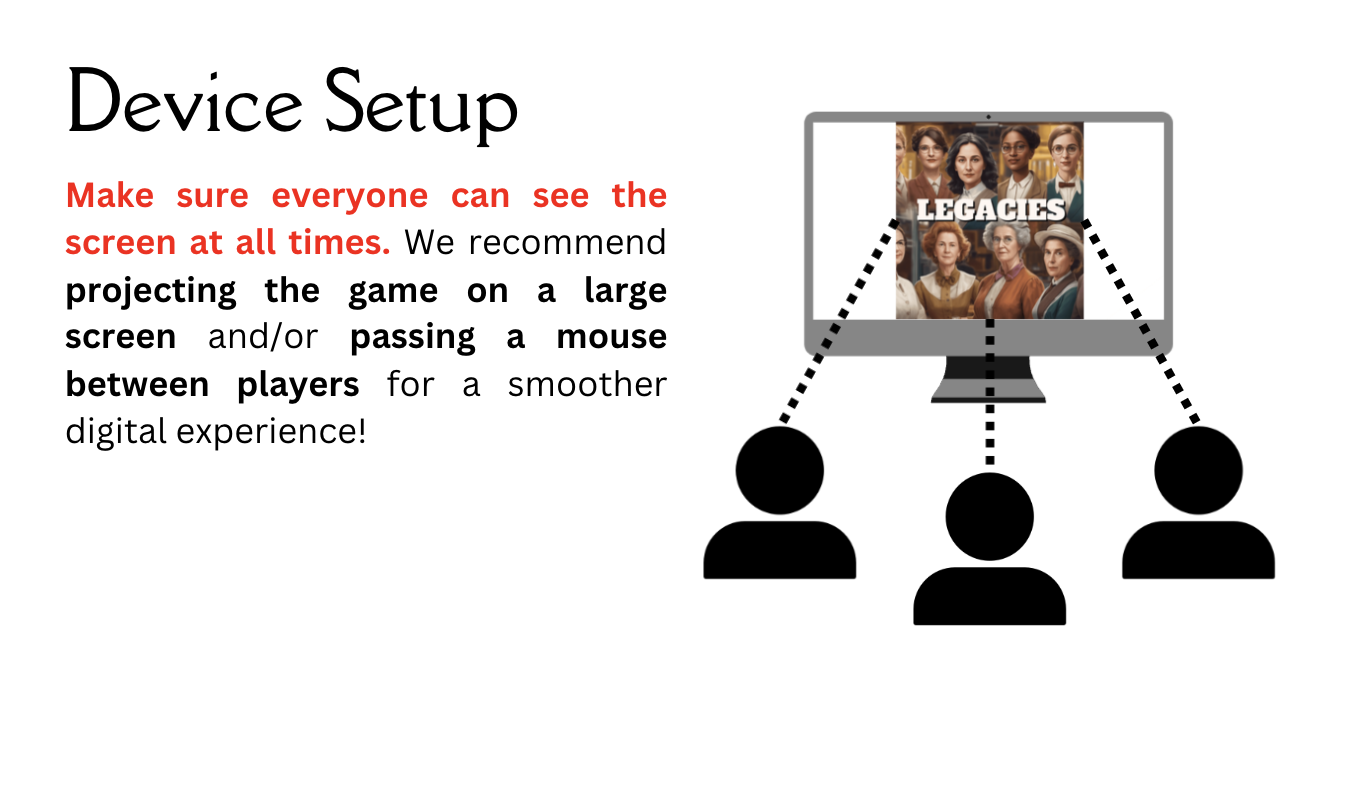 Device Setup
Make sure everyone can see the
screen at all times. We recommend
projecting the game on a large
screen and/or passing a mouse
between players for a smoother
digital experience!
LEGACIES